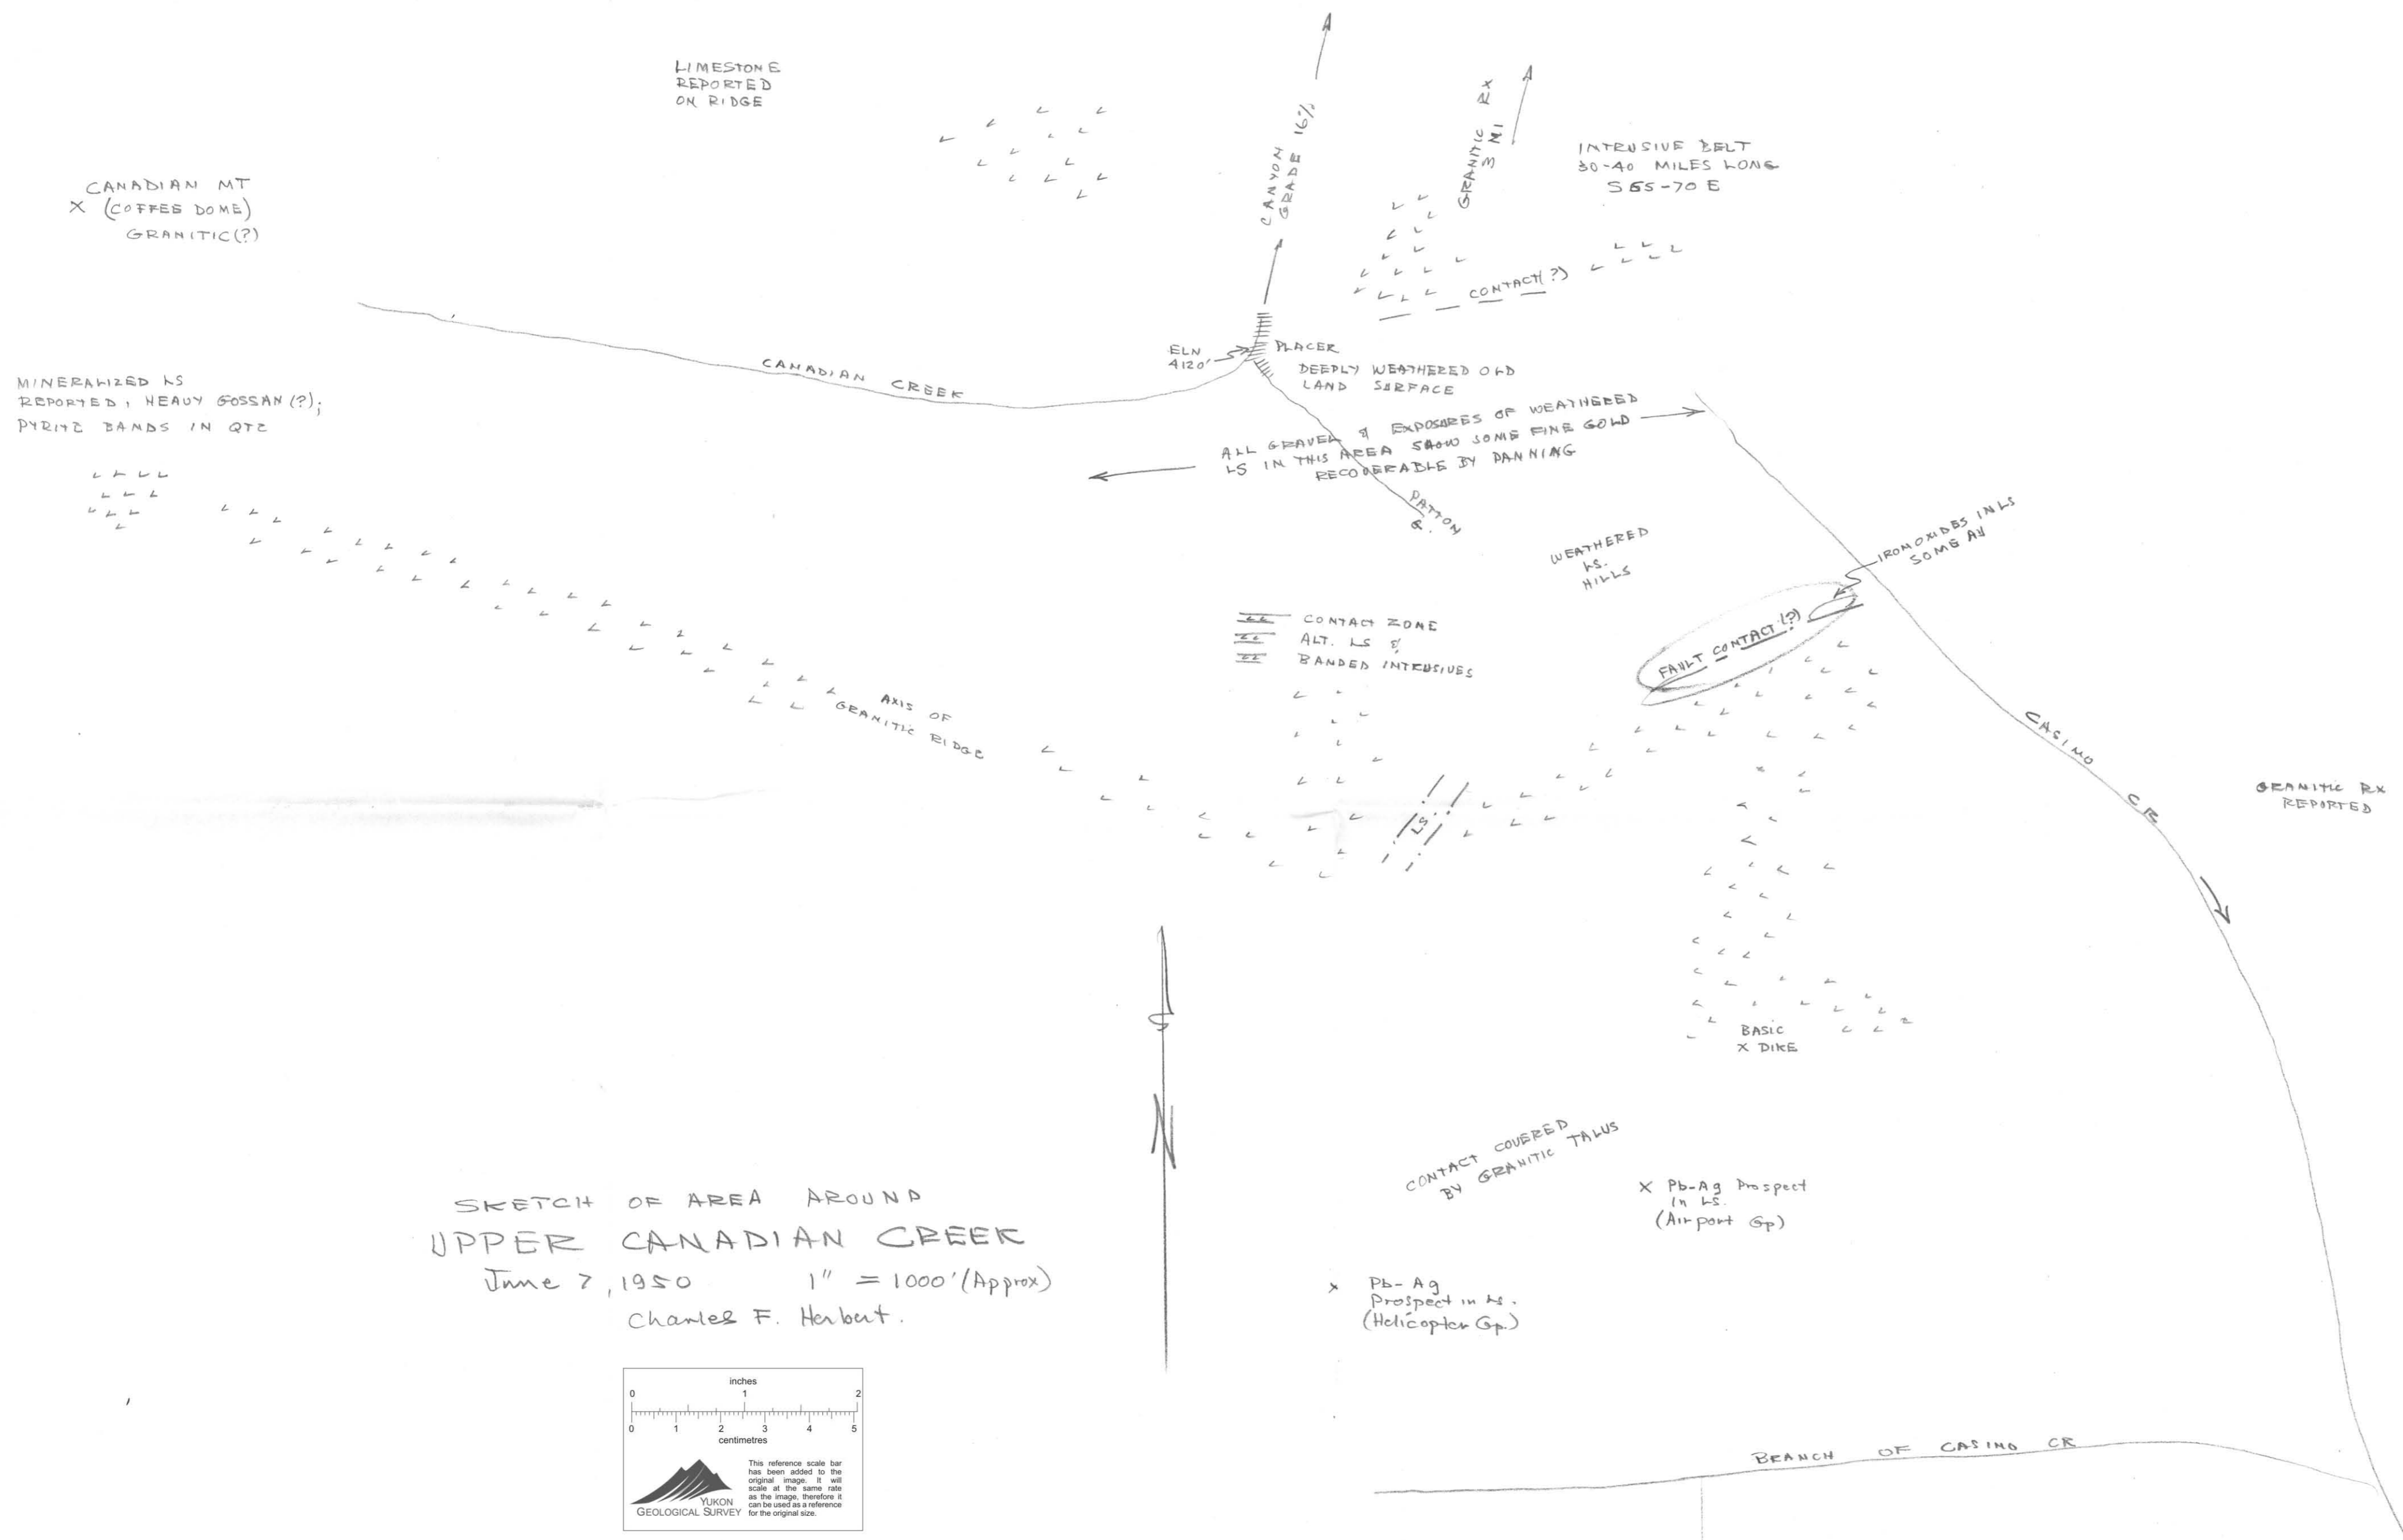 LIMESTONE
REPORTED
ON RIDGE
CANYON
GRADE 16%
GRANITIC RX
3 MI
INTRUSIVE BELT
30-40 MILES LONG
S 65-70 E
CANADIAN MT
X (COFFEE DOME)
GRANITIC (?)
CONTACT (?)
ELN
4120'
PLACER
DEEPLY WEATHERED OLD
LAND SURFACE
CANADIAN CREEK
MINERALIZED LS
REPORTED, HEAVY GOSSAN (?);
PYRITE BANDS IN QTZ
ALL GRAVEL & EXPOSURES OF WEATHERED
LS IN THIS AREA SHOW SOME FINE GOLD
RECOVERABLE BY PANNING
PATTON
G.
WEATHERED
LS.
HILLS
IRON OXIDES IN LS
SOME AU
FAULT CONTACT (?)
CONTACT ZONE
ALT. LS &
BANDED INTRUSIVES
AXIS OF
GRANITIC RIDGE
LS
CASINO CR
GRANITIC RX
REPORTED
BASIC
X DIKE
N
CONTACT COVERED
BY GRANITIC TALUS
X Pb-Ag Prospect
in LS.
(Airport Gp)
X Pb-Ag
Prospect in Ls.
(Helicopter Gp.)
SKETCH OF AREA AROUND
UPPER CANADIAN CREEK
June 7, 1950 1" = 1000' (Approx)
Charles F. Herbert.
BRANCH OF CASINO CR
inches
0 1 2
0 1 2 3 4 5
centimetres
YUKON
GEOLOGICAL SURVEY
This reference scale bar
has been added to the
original image. It will
scale at the same rate
as the image, therefore it
can be used as a reference
for the original size.